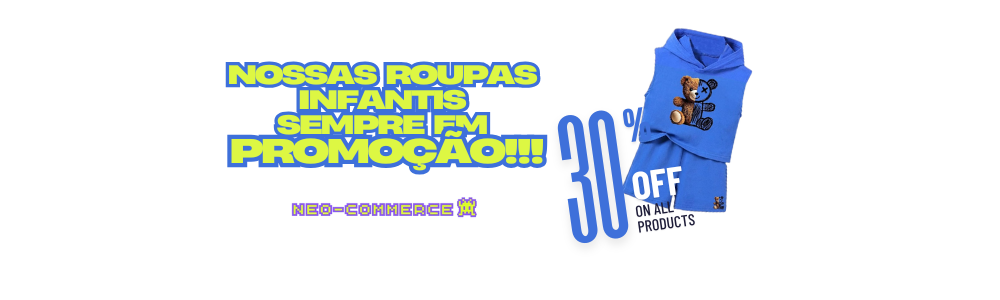 NOSSAS ROUPAS
INFANTIS
SEMPRE EM
PROMOÇÃO!!!
NEO-COMMERCE
30%
OFF
ON ALL
PRODUCTS